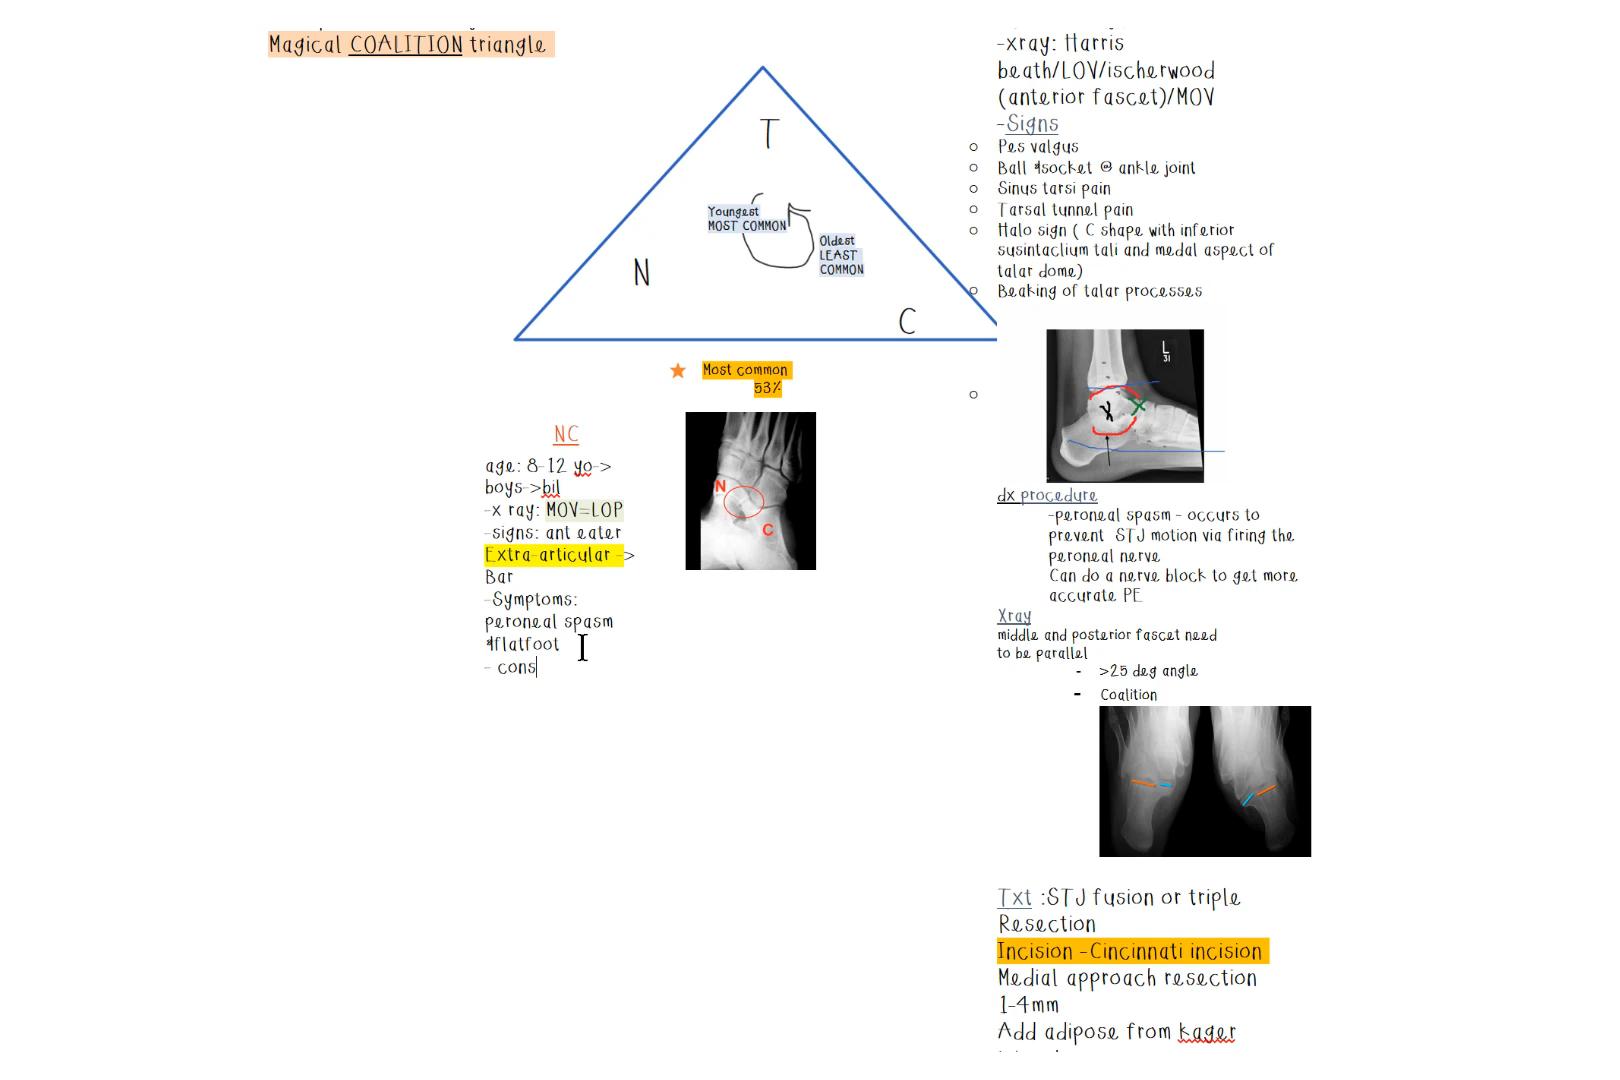 Magical COALITION triangle
T
Youngest
MOST COMMON
Oldest
LEAST
COMMON
N
C
Most common
53%
NC
age: 8-12 yo->
boys->bil
-x ray: MOV=LOP
-signs: ant eater
Extra-articular ->
Bar
-Symptoms:
peroneal spasm
#flatfoot
- cons
N
C
-xray: Harris
beath/LOV/ischerwood
(anterior fascet)/MOV
-Signs
Pes valgus
Ball #socket @ ankle joint
Sinus tarsi pain
Tarsal tunnel pain
Halo sign ( C shape with inferior
susintaclium tali and medal aspect of
talar dome)
Beaking of talar processes
L
31
X
X
dx procedure
-peroneal spasm - occurs to
prevent STJ motion via firing the
peroneal nerve
Can do a nerve block to get more
accurate PE
Xray
middle and posterior fascet need
to be parallel
- >25 deg angle
- Coalition
Txt :STJ fusion or triple
Resection
Incision -Cincinnati incision
Medial approach resection
1-4mm
Add adipose from kager